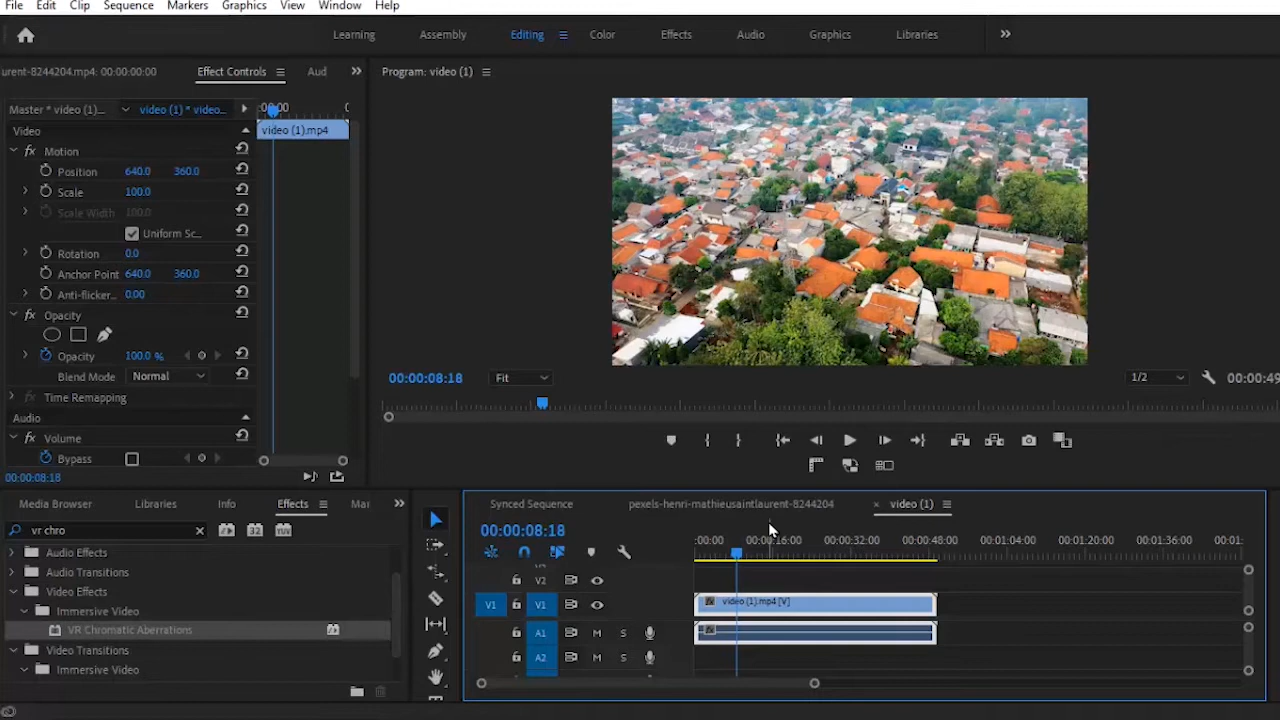 File Edit Clip Sequence Markers Graphics View Window Help
Learning Assembly Editing Color Effects Audio Graphics Libraries
urent-8244204.mp4: 00:00:00:00 Effect Controls Aud
Program: video (1)
Master * video (1)... video (1) * video...
:00:00
Video
video (1).mp4
Motion
Position 640.0 360.0
Scale 100.0
Scale Width 100.0
Uniform Sc...
Rotation 0.0
Anchor Point 640.0 360.0
Anti-flicker... 0.00
Opacity
Opacity 100.0 %
Blend Mode Normal
Time Remapping
Audio
Volume
Bypass
00:00:08:18
00:00:08:18 Fit 1/2 00:00:49
Media Browser Libraries Info Effects Mar
vr chro
Audio Effects
Audio Transitions
Video Effects
Immersive Video
VR Chromatic Aberrations
Video Transitions
Immersive Video
Synced Sequence pexels-henri-mathieusaintlaurent-8244204 × video (1)
00:00:08:18
:00:00 00:00:16:00 00:00:32:00 00:00:48:00 00:01:04:00 00:01:20:00 00:01:36:00 00:01:
V2
V1 V1 video (1).mp4 [V]
A1 M S
A2 M S